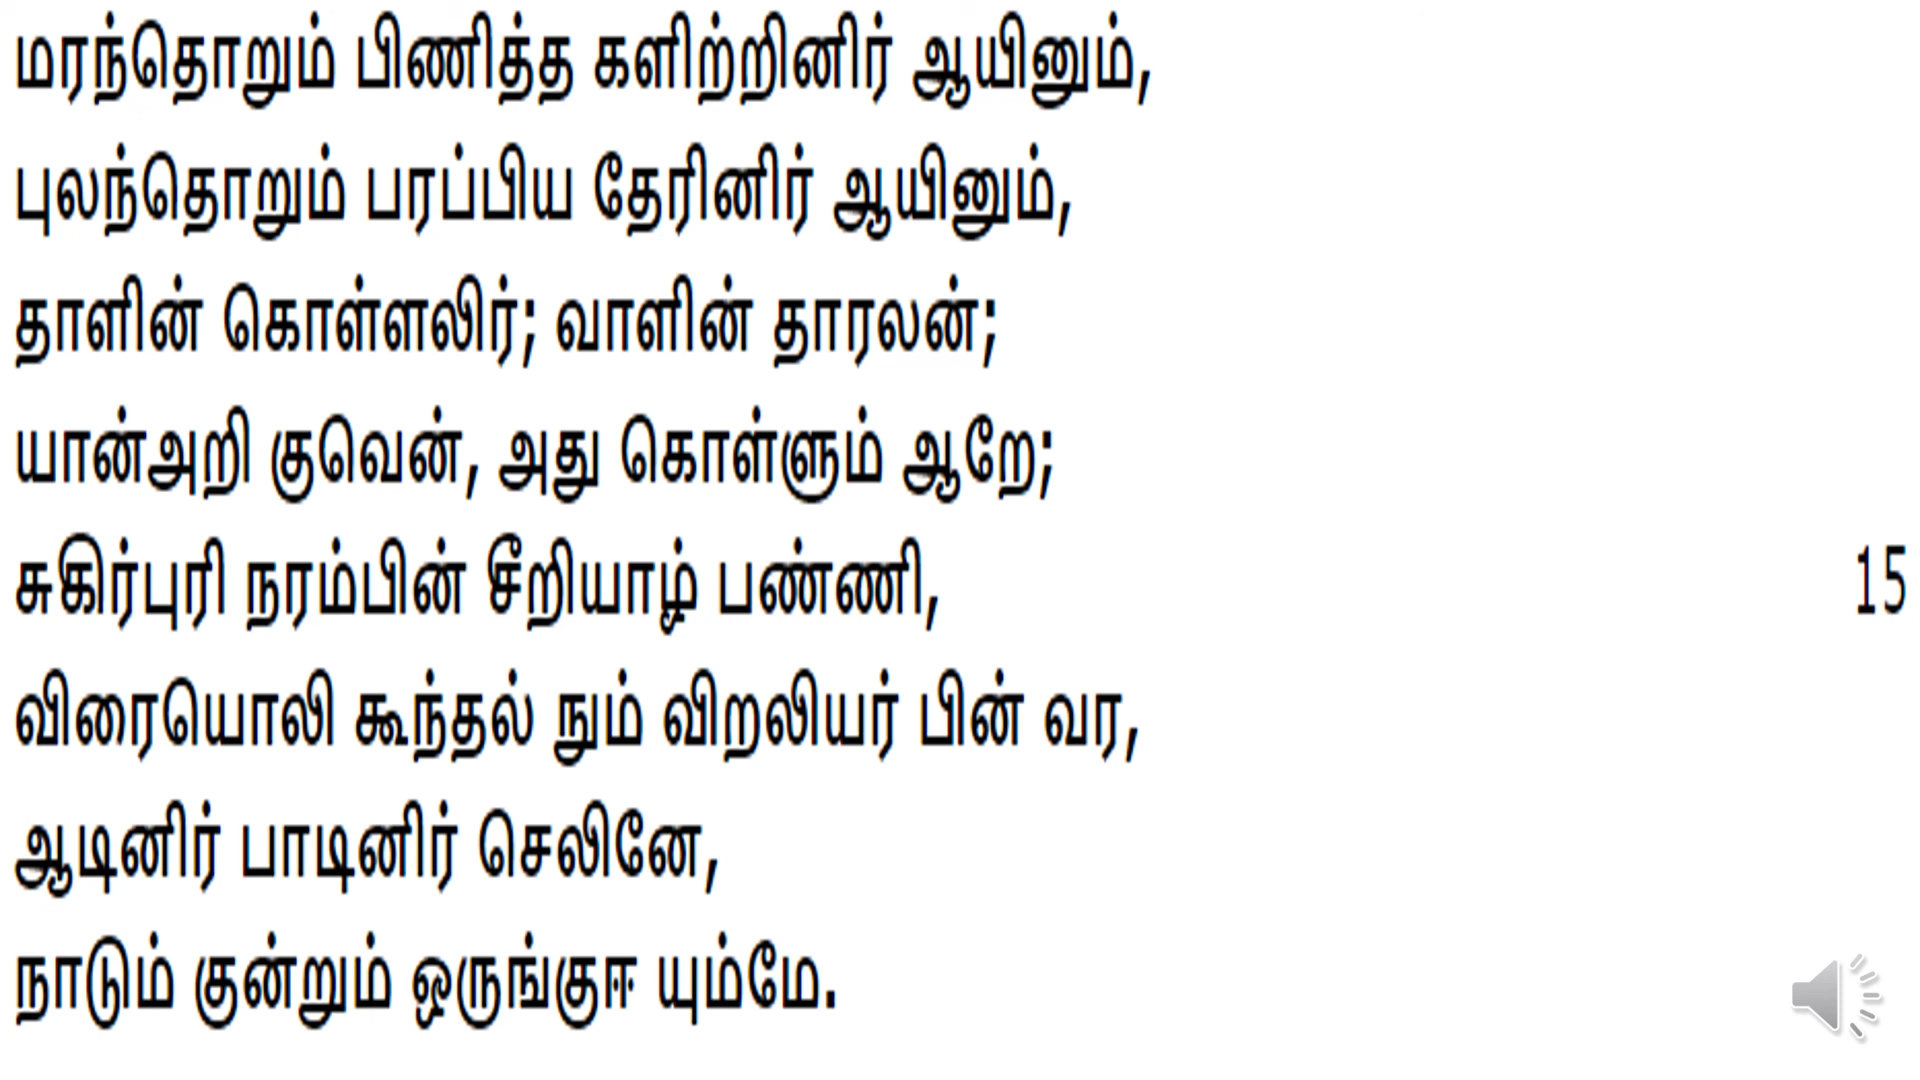 மரந்தொறும் பிணித்த களிற்றினிர் ஆயினும்,
புலந்தொறும் பரப்பிய தேரினிர் ஆயினும்,
தாளின் கொள்ளலிர்; வாளின் தாரலன்;
யான்அறி குவென், அது கொள்ளும் ஆறே;
சுகிர்புரி நரம்பின் சீறியாழ் பண்ணி, 15
விரையொலி கூந்தல் நும் விறலியர் பின் வர,
ஆடினிர் பாடினிர் செலினே,
நாடும் குன்றும் ஒருங்குஈ யும்மே.